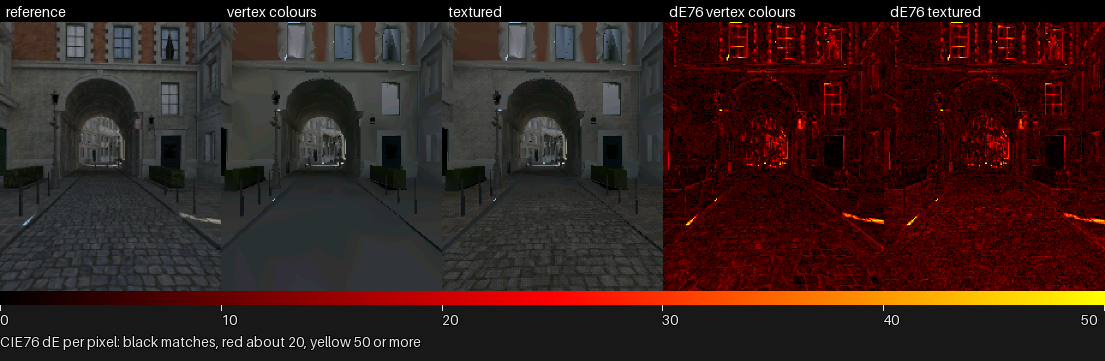 reference
vertex colours
textured
dE76 vertex colours
dE76 textured
0 10 20 30 40 50
CIE76 dE per pixel: black matches, red about 20, yellow 50 or more